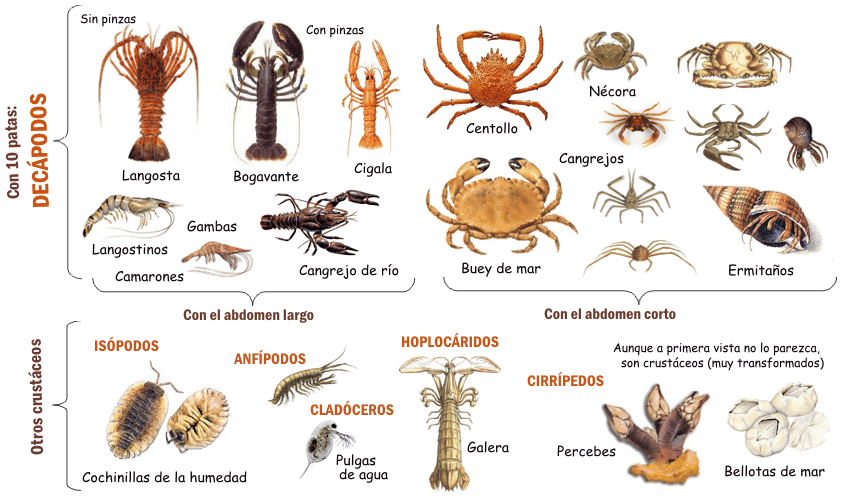 Con 10 patas:
DECÁPODOS
Sin pinzas
Con pinzas
Langosta
Bogavante
Cigala
Langostinos
Gambas
Camarones
Cangrejo de río
Con el abdomen largo
Centollo
Nécora
Cangrejos
Buey de mar
Ermitaños
Con el abdomen corto
Otros crustáceos
ISÓPODOS
Cochinillas de la humedad
ANFÍPODOS
CLADÓCEROS
Pulgas
de agua
HOPLOCÁRIDOS
Galera
CIRRÍPEDOS
Aunque a primera vista no lo parezca,
son crustáceos (muy transformados)
Percebes
Bellotas de mar